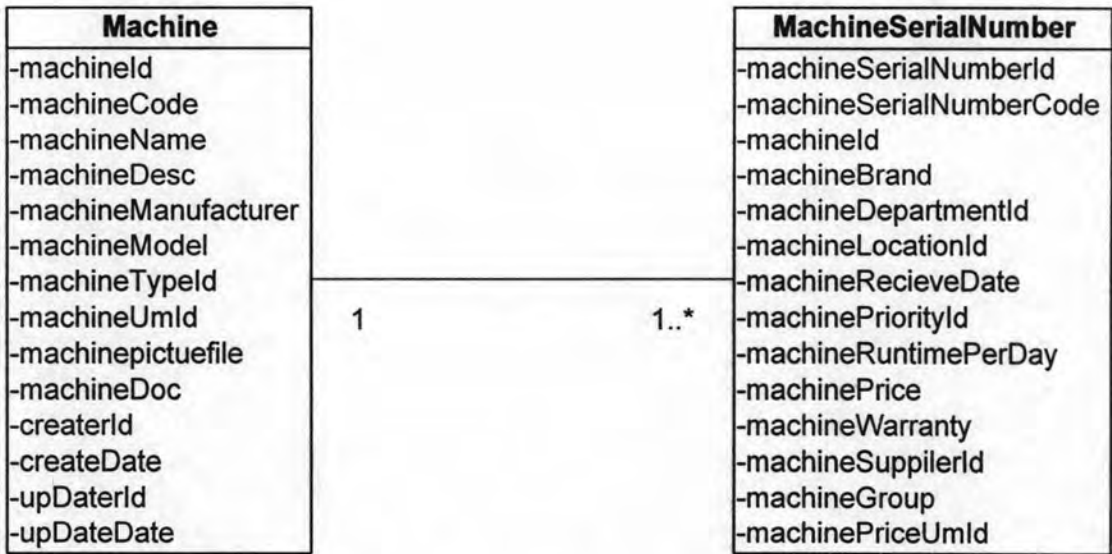 Machine
-machineId
-machineCode
-machineName
-machineDesc
-machineManufacturer
-machineModel
-machineTypeId
-machineUmId
-machinepictuefile
-machineDoc
-createrId
-createDate
-upDaterId
-upDateDate
1
1..*
MachineSerialNumber
-machineSerialNumberId
-machineSerialNumberCode
-machineId
-machineBrand
-machineDepartmentId
-machineLocationId
-machineRecieveDate
-machinePriorityId
-machineRuntimePerDay
-machinePrice
-machineWarranty
-machineSuppilerId
-machineGroup
-machinePriceUmId